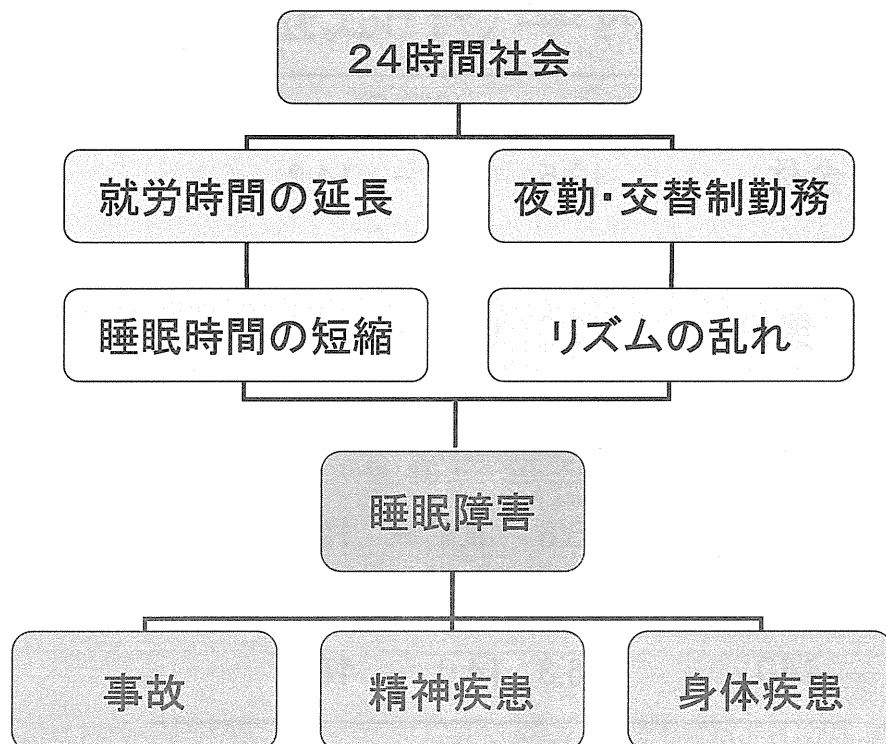 24時間社会
就労時間の延長
夜勤・交替制勤務
睡眠時間の短縮
リズムの乱れ
睡眠障害
事故
精神疾患
身体疾患